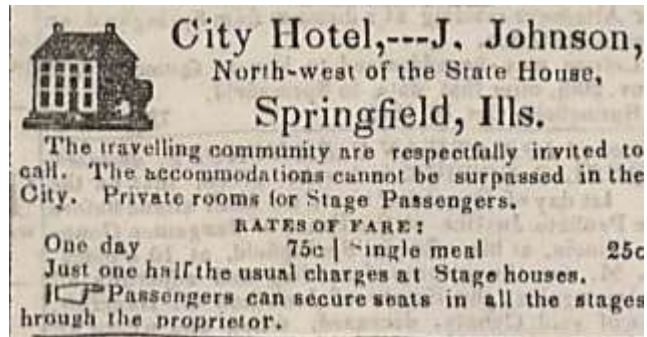 City Hotel,---J. Johnson,
North-west of the State House,
Springfield, Ills.
The travelling community are respectfully invited to
call. The accommodations cannot be surpassed in the
City. Private rooms for Stage Passengers.
RATES OF FARE:
One day 75c | Single meal 25c
Just one half the usual charges at Stage houses.
☞Passengers can secure seats in all the stages
hrough the proprietor.